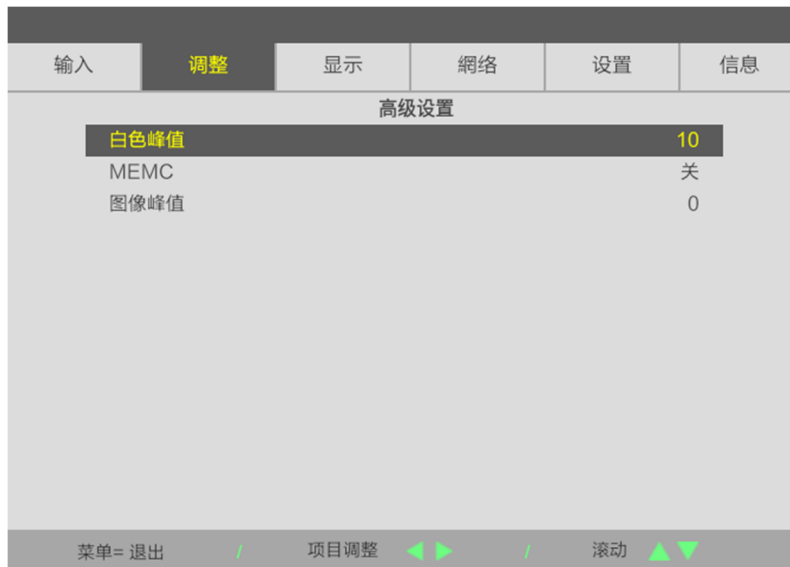 输入 调整 显示 網络 设置 信息
高级设置
白色峰值 10
MEMC 关
图像峰值 0
菜单= 退出 / 项目调整 ◀ ▶ / 滚动 ▲ ▼